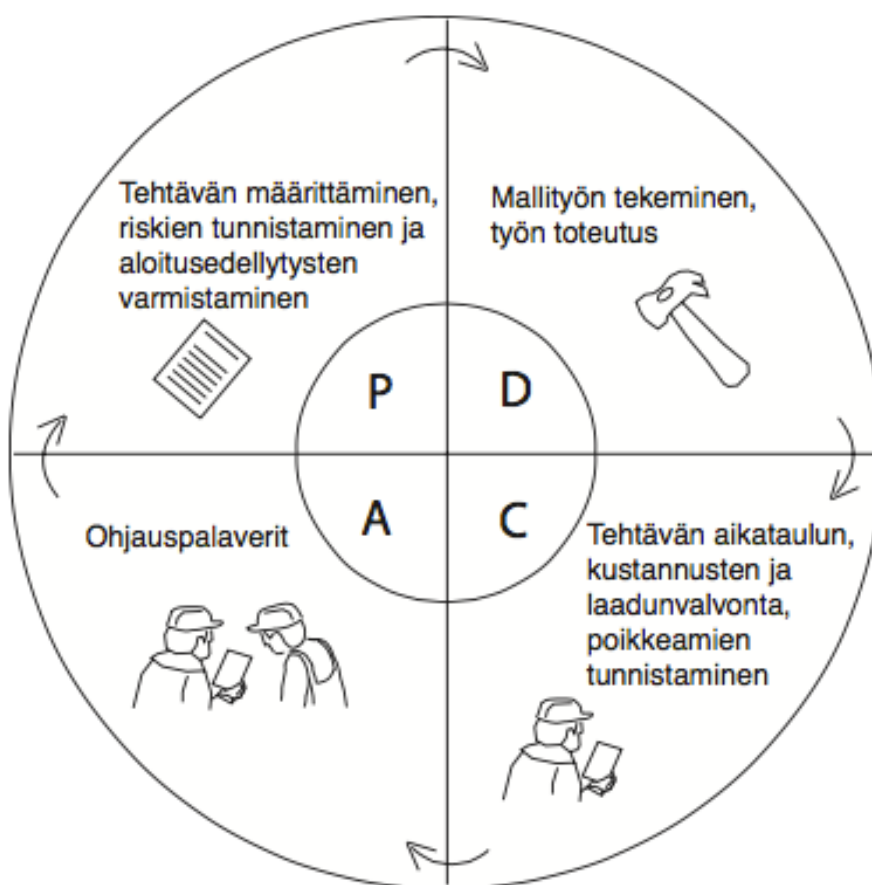 Tehtävän määrittäminen,
riskien tunnistaminen ja
aloitusedellytysten
varmistaminen
Mallityön tekeminen,
työn toteutus
P
D
A
C
Ohjauspalaverit
Tehtävän aikataulun,
kustannusten ja
laadunvalvonta,
poikkeamien
tunnistaminen